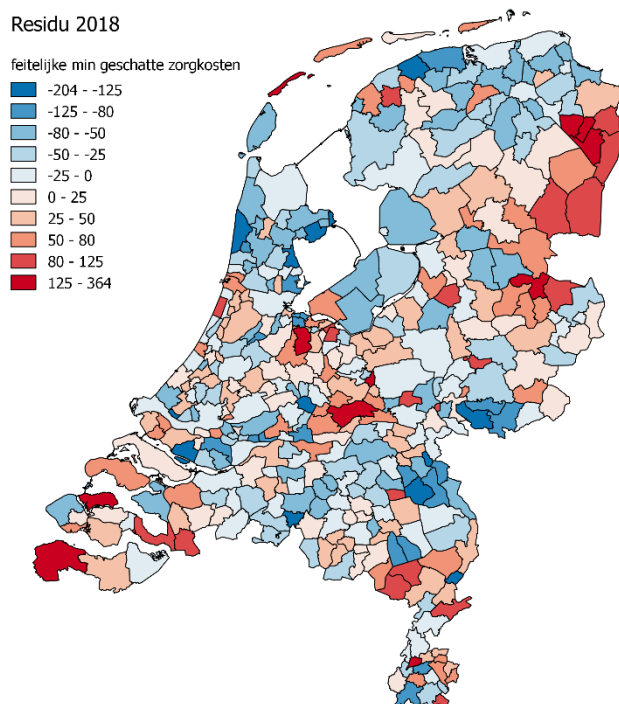 Residu 2018
feitelijke min geschatte zorgkosten
-204 - -125
-125 - -80
-80 - -50
-50 - -25
-25 - 0
0 - 25
25 - 50
50 - 80
80 - 125
125 - 364